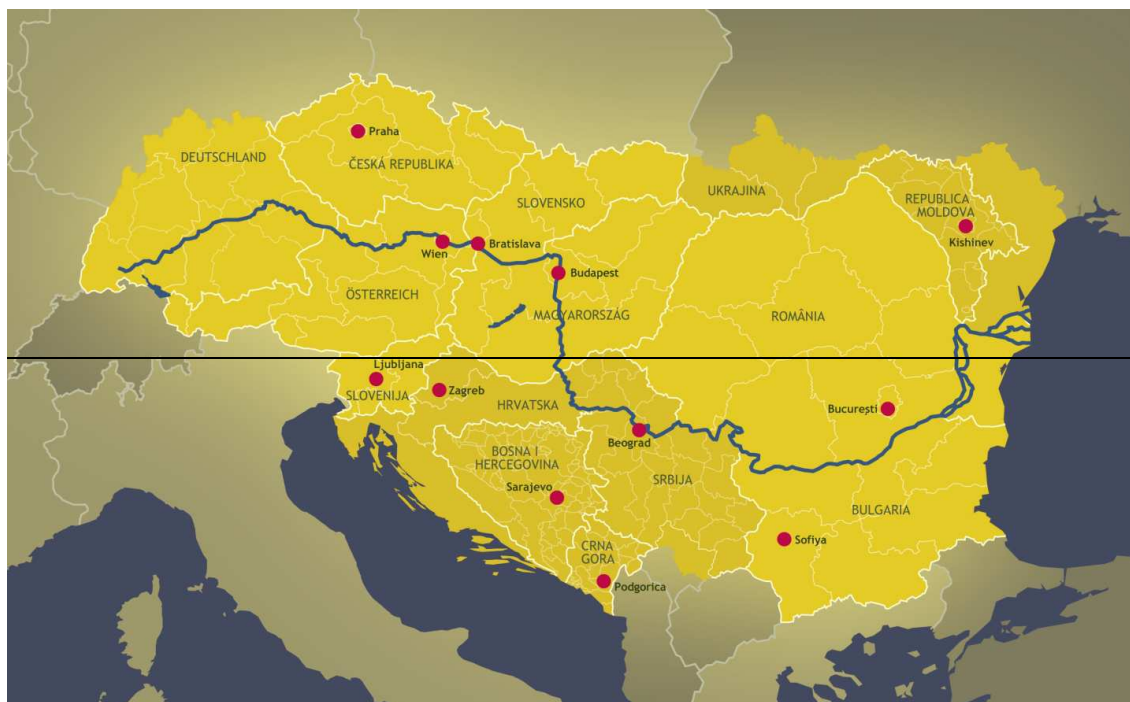 Praha
DEUTSCHLAND
ČESKÁ REPUBLIKA
UKRAJINA
REPUBLICA
MOLDOVA
SLOVENSKO
Kishinev
Wien
Bratislava
Budapest
ÖSTERREICH
MAGYARORSZÁG
ROMÂNIA
Ljubljana
SLOVENIJA
Zagreb
HRVATSKA
București
Beograd
BOSNA I
HERCEGOVINA
Sarajevo
SRBIJA
BULGARIA
Sofiya
CRNA
GORA
Podgorica